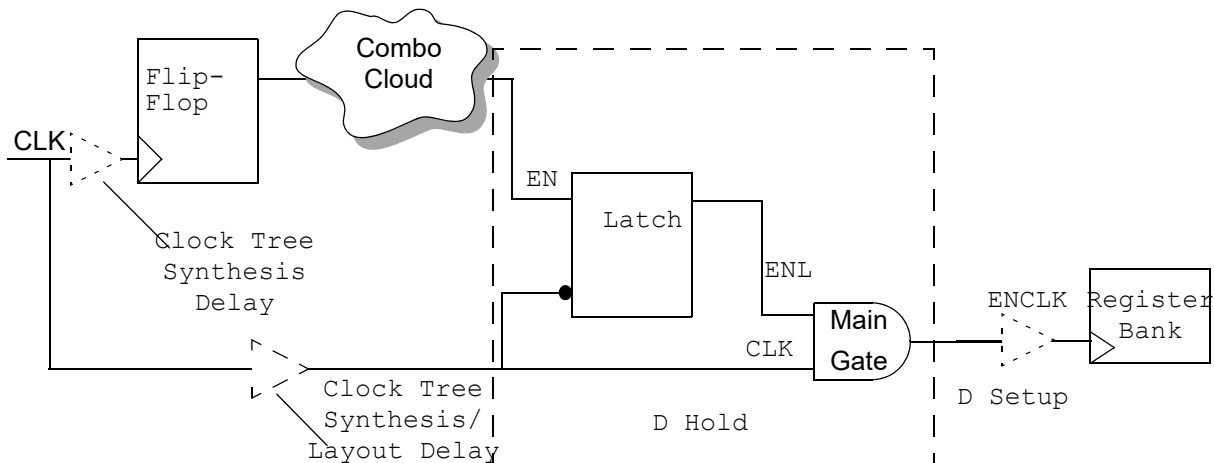 Combo
Cloud
Flip-
Flop
CLK
EN
Latch
Clock Tree
Synthesis
Delay
ENL
ENCLK
Register
Bank
Main
Gate
CLK
Clock Tree
Synthesis/
Layout Delay
D Hold
D Setup